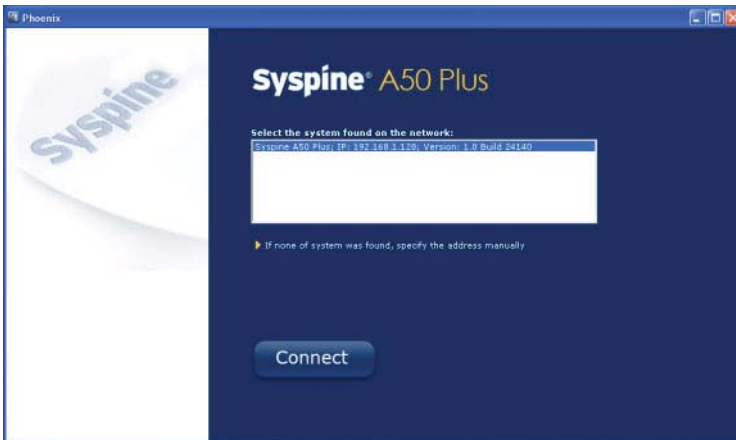 Phoenix
Syspine
Syspine® A50 Plus
Select the system found on the network:
Syspine A50 Plus; IP: 192.168.1.128; Version: 1.0 Build 24140
If none of system was found, specify the address manually
Connect